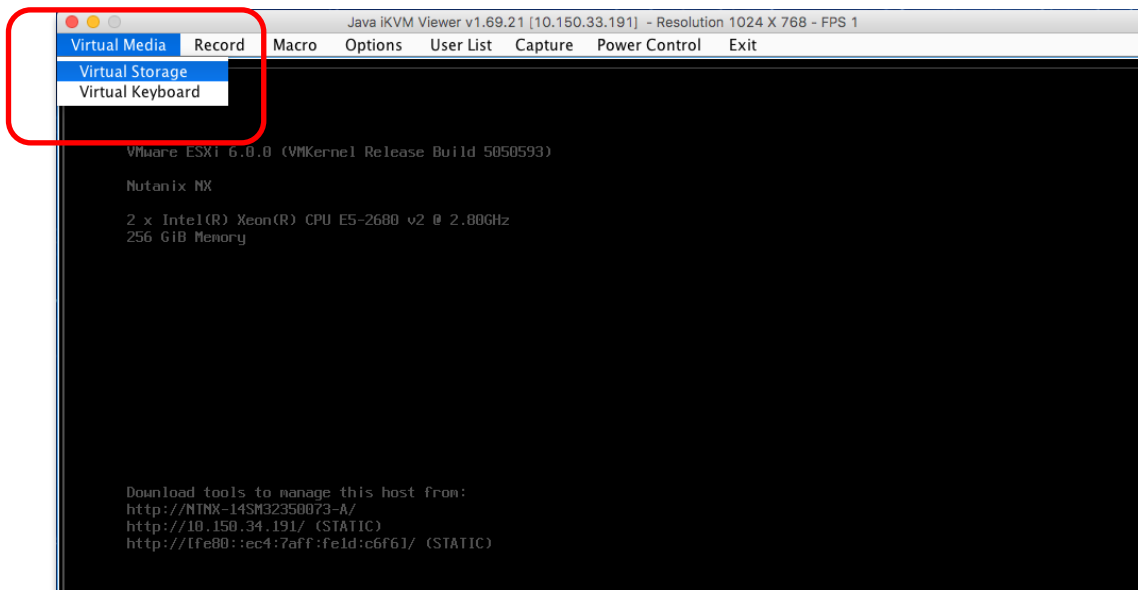 Java iKVM Viewer v1.69.21 [10.150.33.191] - Resolution 1024 X 768 - FPS 1
Virtual Media Record Macro Options User List Capture Power Control Exit
Virtual Storage
Virtual Keyboard
VMware ESXi 6.0.0 (VMKernel Release Build 5050593)
Nutanix NX
2 x Intel(R) Xeon(R) CPU E5-2680 v2 @ 2.80GHz
256 GiB Memory
Download tools to manage this host from:
http://NTNX-14SM32350073-A/
http://10.150.34.191/ (STATIC)
http://[fe80::ec4:7aff:fe1d:c6f6]/ (STATIC)